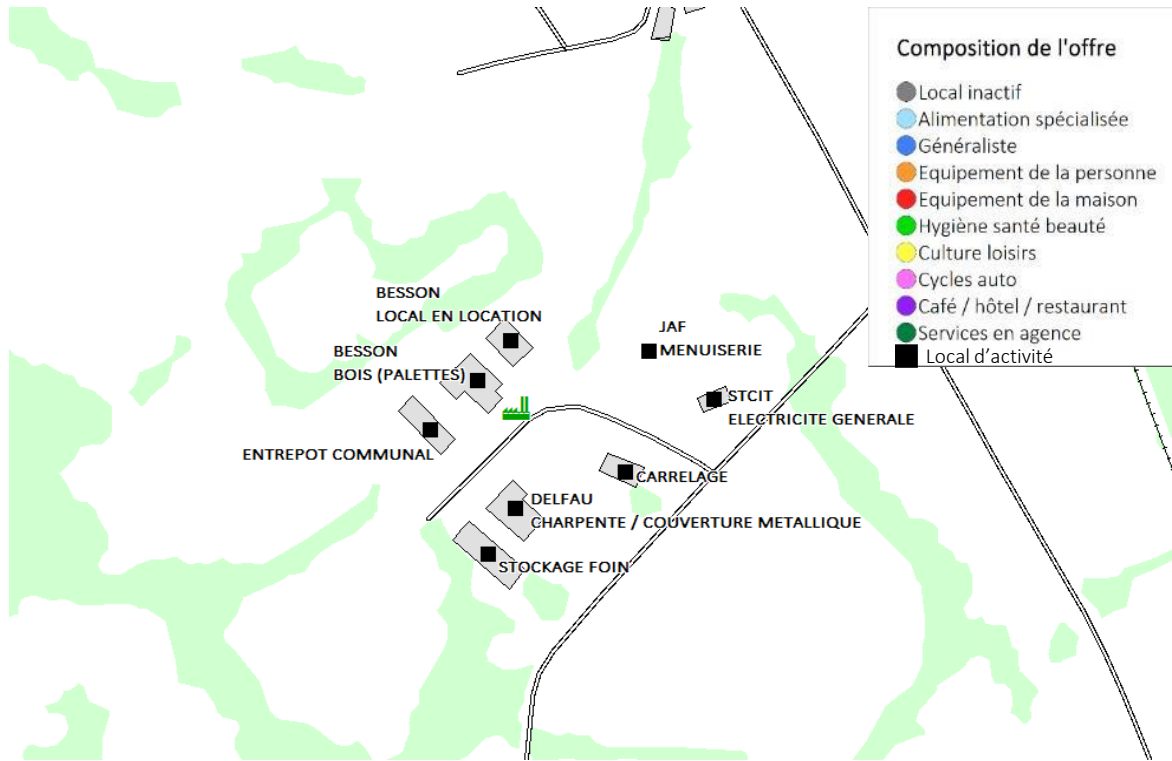 Composition de l'offre
Local inactif
Alimentation spécialisée
Généraliste
Equipement de la personne
Equipement de la maison
Hygiène santé beauté
Culture loisirs
Cycles auto
Café / hôtel / restaurant
Services en agence
Local d'activité
BESSON
LOCAL EN LOCATION
BESSON
BOIS (PALETTES)
JAF
MENUISERIE
STCIT
ELECTRICITE GENERALE
ENTREPOT COMMUNAL
CARRELAGE
DELFAU
CHARPENTE / COUVERTURE METALLIQUE
STOCKAGE FOIN